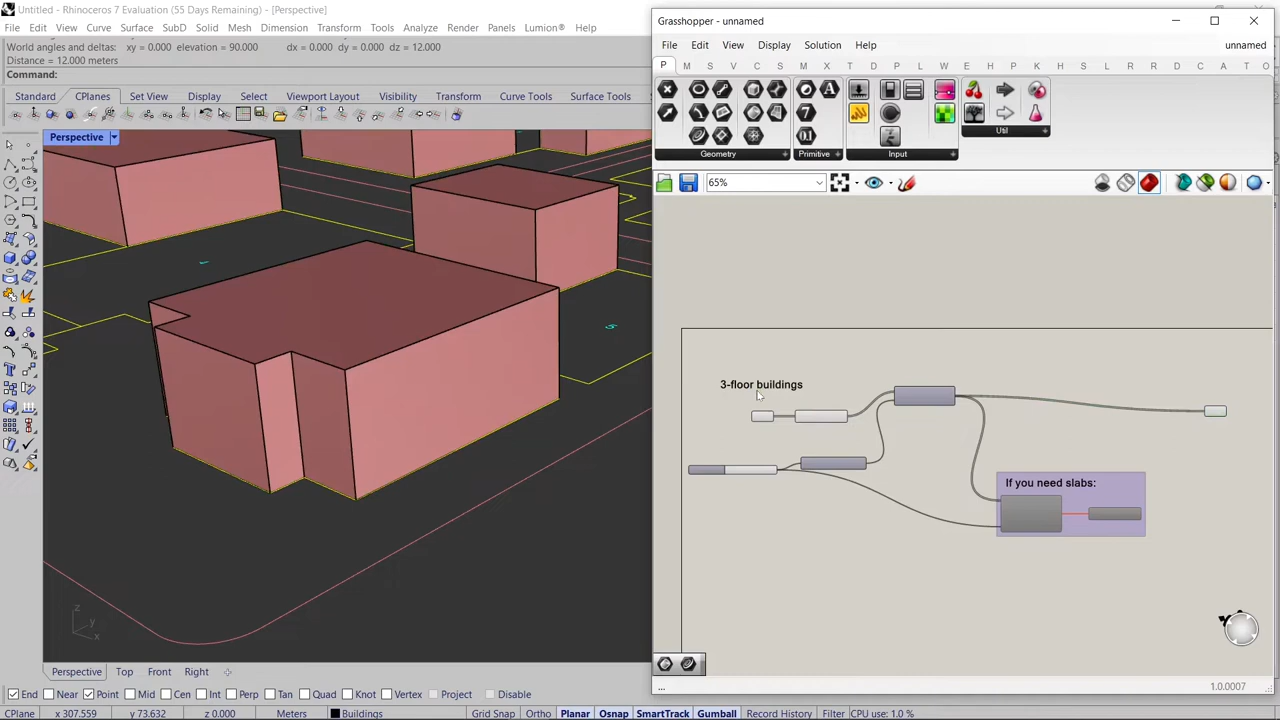 Untitled - Rhinoceros 7 Evaluation (55 Days Remaining) - [Perspective]
File Edit View Curve Surface Solid Mesh Dimension Transform Tools Analyze Render Panels Lumion® Help
World angles and deltas: xy = 0.000 elevation = 90.000 dx = 0.000 dy = 0.000 dz = 12.000
Distance = 12.000 meters
Command:
Standard CPlanes Set View Display Select Viewport Layout Visibility Transform Curve Tools Surface Tools
Perspective
1
5
z
y
x
Perspective Top Front Right
End Near Point Mid Cen Int Perp Tan Quad Knot Vertex Project Disable
CPlane x 307.559 y 73.632 z 0.000 Meters Buildings Grid Snap Ortho Planar Osnap SmartTrack Gumball Record History Filter CPU use: 1.0 %
Grasshopper - unnamed
File Edit View Display Solution Help unnamed
P M S V C S M I T D P L R E B K L H F C A T O
Geometry Primitive Input Util
65%
3-floor buildings
If you need slabs:
... 1.0.0007